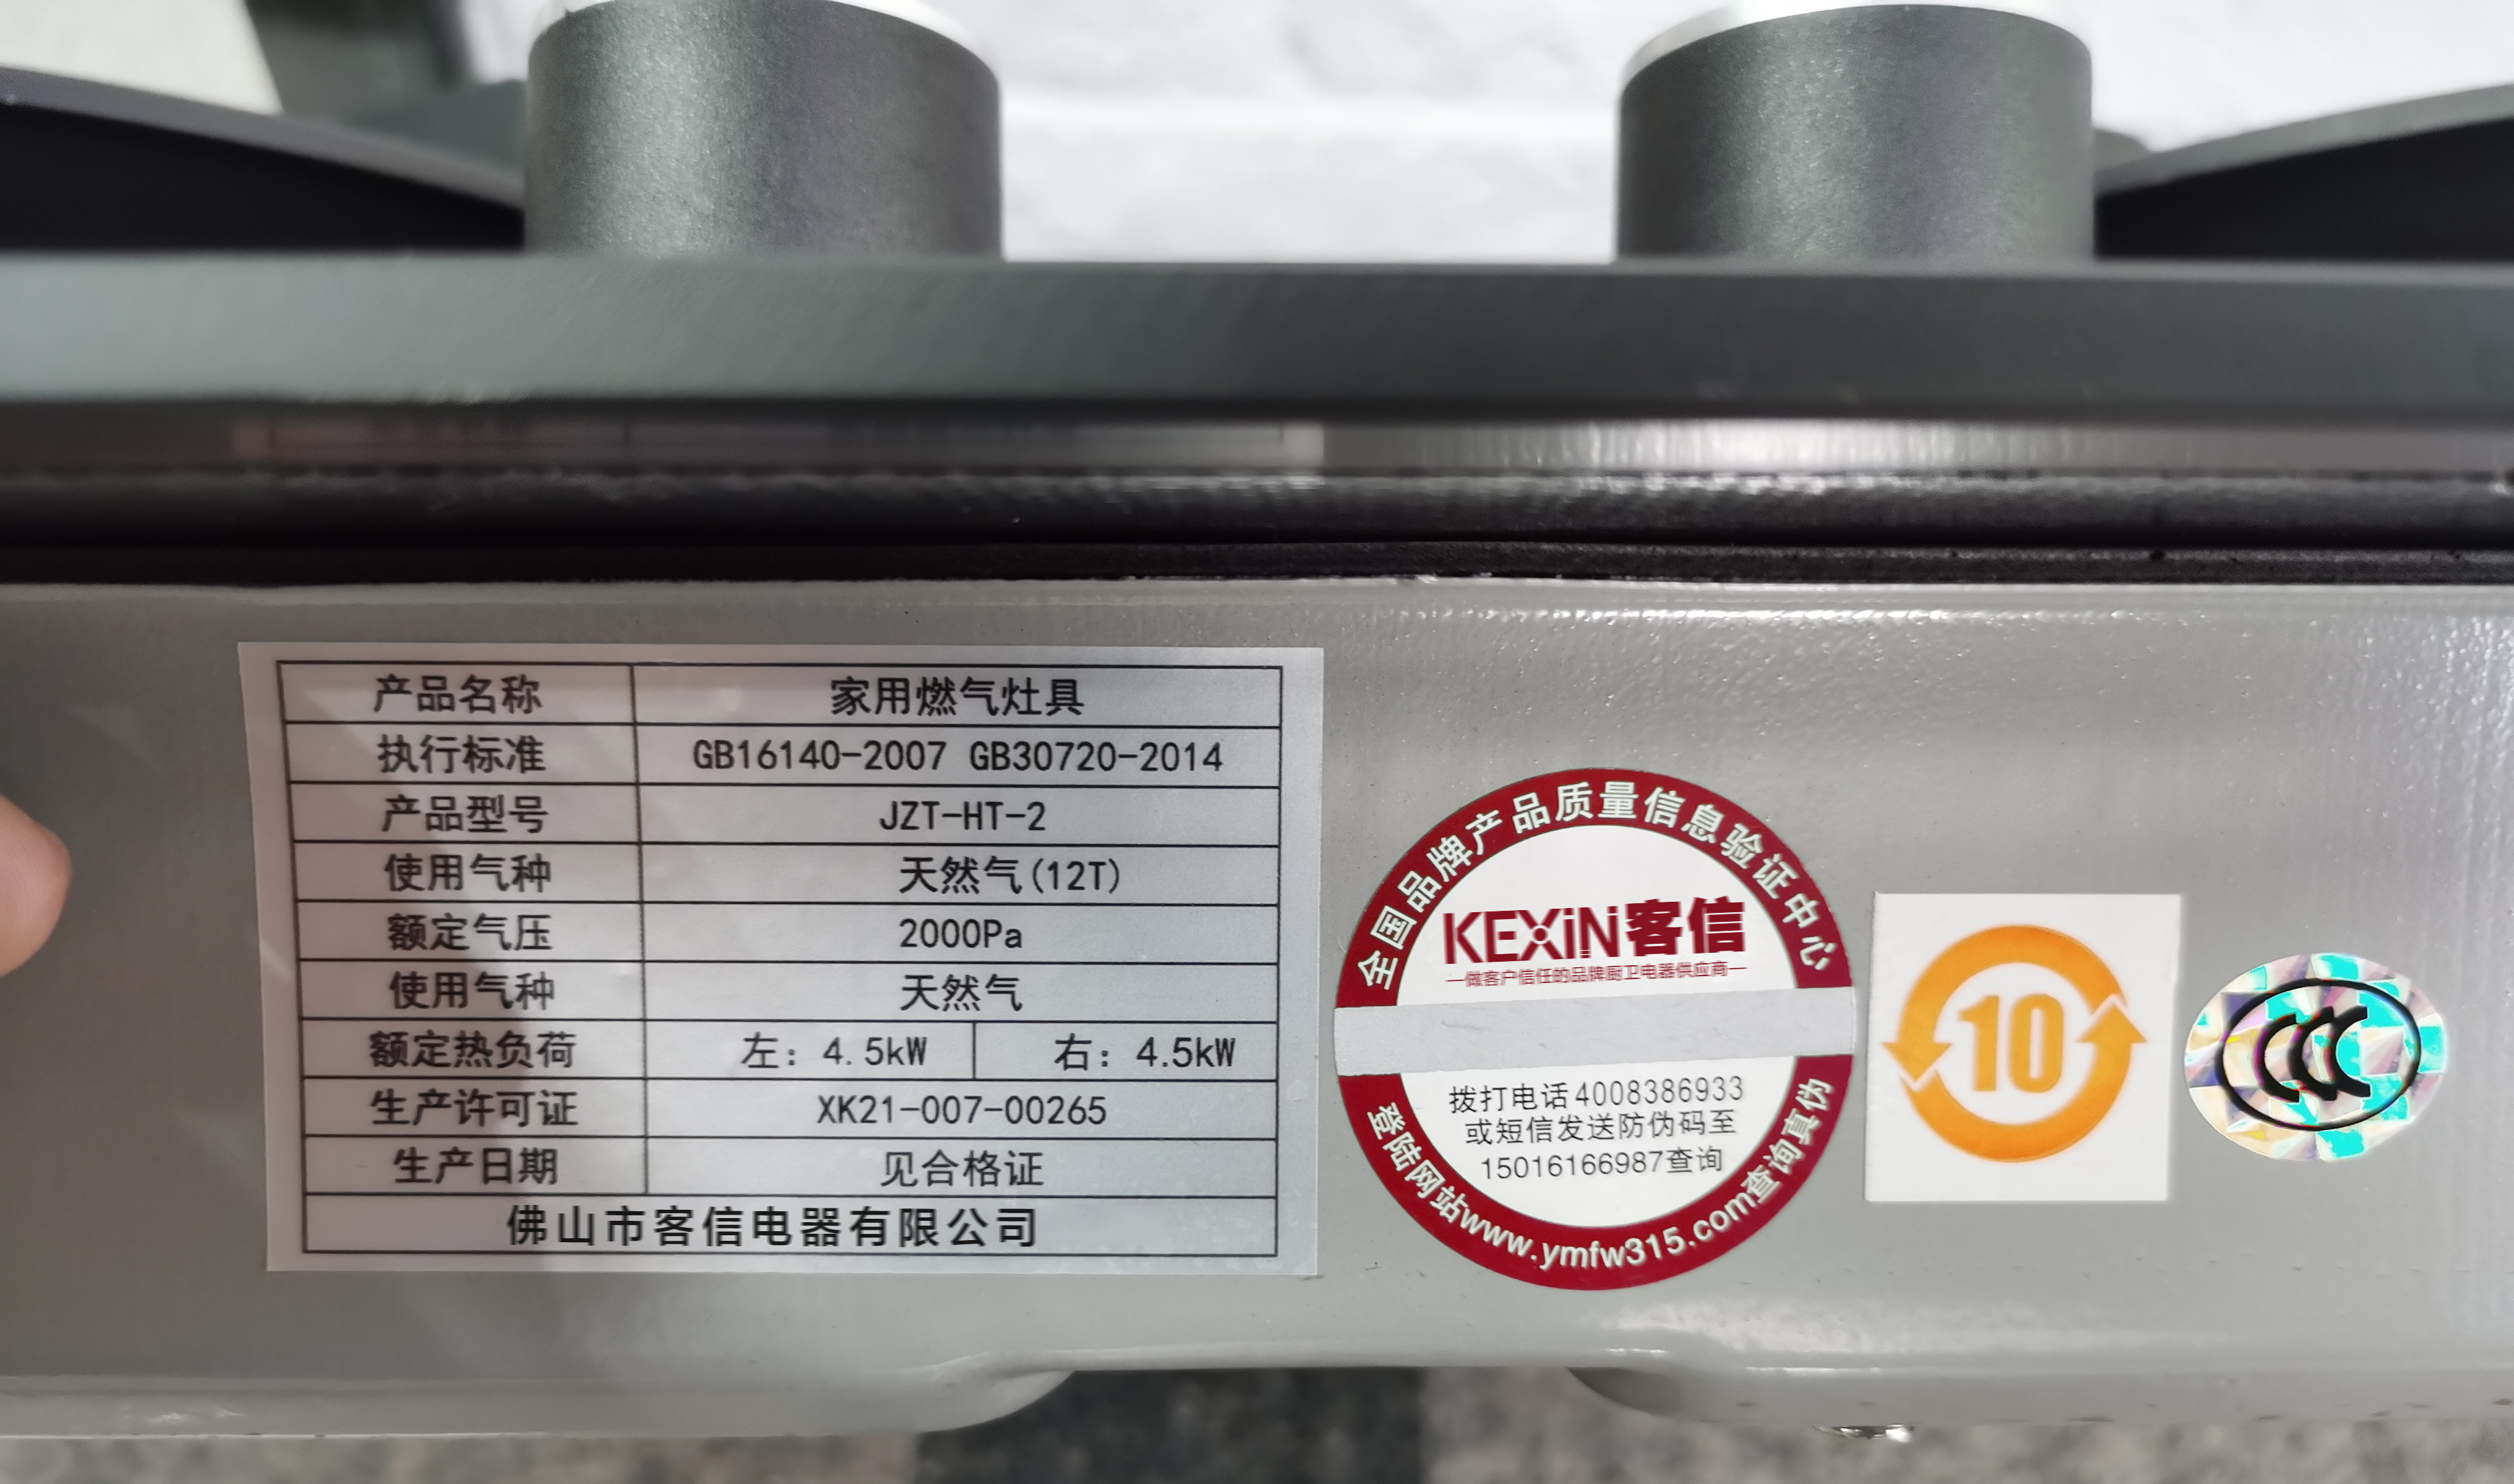 产品名称 家用燃气灶具
执行标准 GB16140-2007 GB30720-2014
产品型号 JZT-HT-2
使用气种 天然气(12T)
额定气压 2000Pa
使用气种 天然气
额定热负荷 左: 4.5kW 右: 4.5kW
生产许可证 XK21-007-00265
生产日期 见合格证
佛山市客信电器有限公司
全国品牌产品质量信息验证中心
KEXiN客信
—做客户信任的品牌厨卫电器供应商—
拨打电话4008386933
或短信发送防伪码至
15016166987查询
登陆网站www.ymfw315.com查询真伪
10
CCC